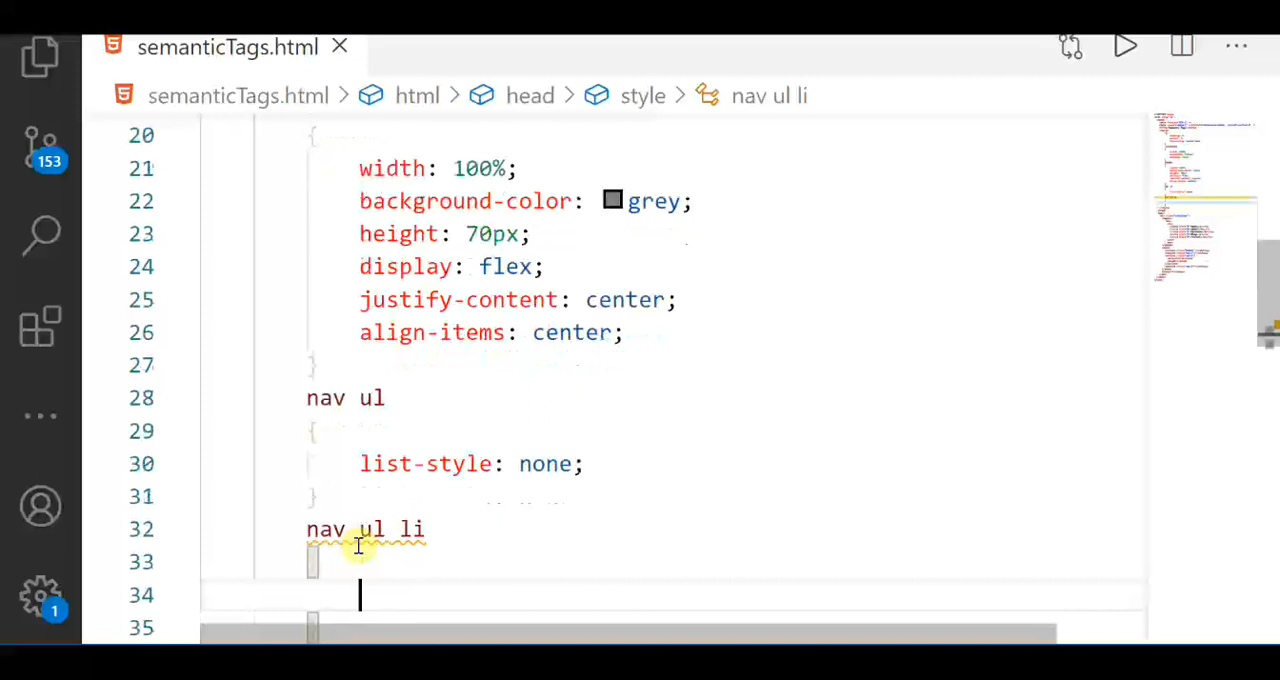 semanticTags.html
semanticTags.html > html > head > style > nav ul li
153
1
20 {
21 width: 100%;
22 background-color: grey;
23 height: 70px;
24 display: flex;
25 justify-content: center;
26 align-items: center;
27 }
28 nav ul
29 {
30 list-style: none;
31 }
32 nav ul li
33
34
35